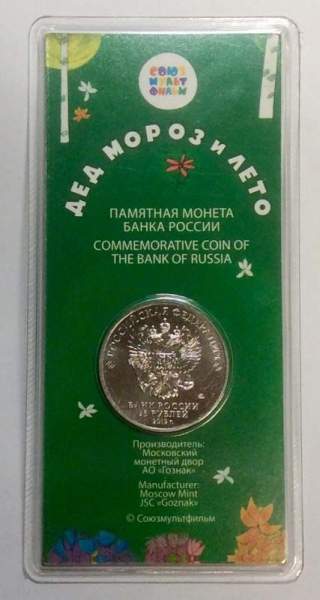 СОЮЗ
МУЛЬТ
ФИЛЬМ
ДЕД МОРОЗ И ЛЕТО
ПАМЯТНАЯ МОНЕТА
БАНКА РОССИИ
COMMEMORATIVE COIN OF
THE BANK OF RUSSIA
РОССИЙСКАЯ ФЕДЕРАЦИЯ
БАНК РОССИИ
25 РУБЛЕЙ
2019 г.
Производитель:
Московский
монетный двор
АО «Гознак»
Manufacturer:
Moscow Mint
JSC «Goznak»
© Союзмультфильм